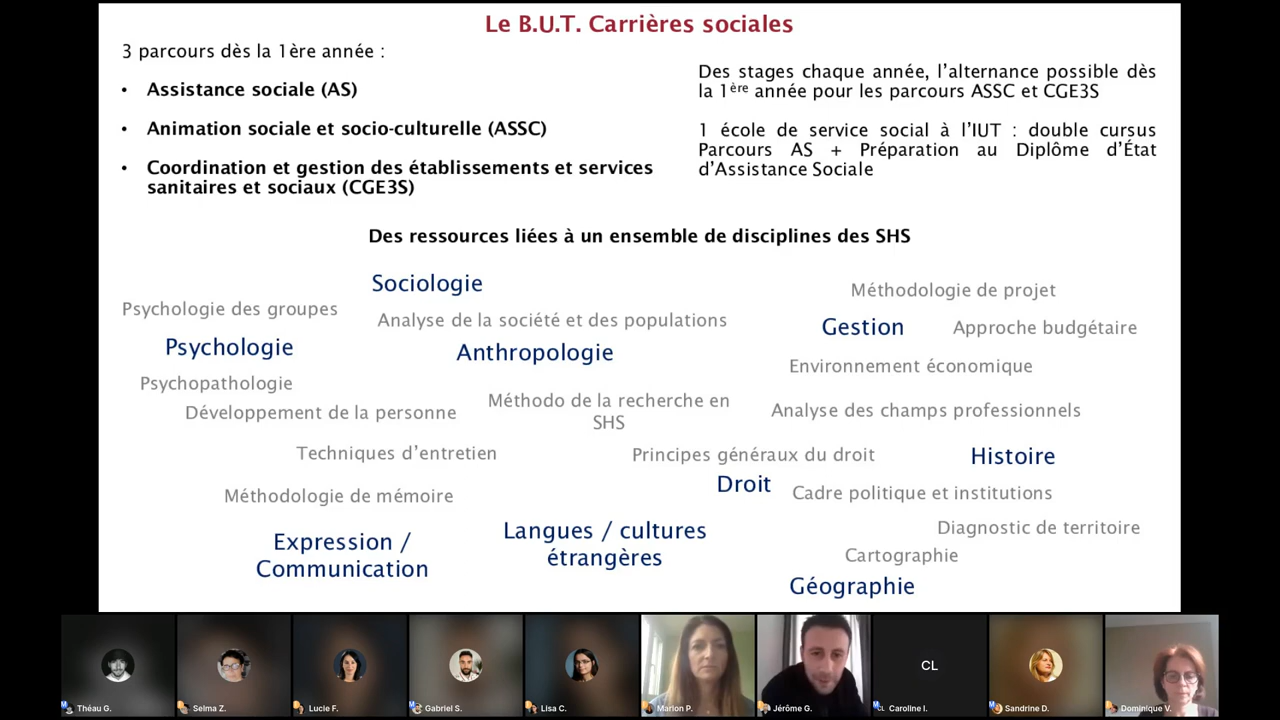 Le B.U.T. Carrières sociales
3 parcours dès la 1ère année :
• Assistance sociale (AS)
• Animation sociale et socio-culturelle (ASSC)
• Coordination et gestion des établissements et services
sanitaires et sociaux (CGE3S)
Des stages chaque année, l’alternance possible dès
la 1ère année pour les parcours ASSC et CGE3S
1 école de service social à l’IUT : double cursus
Parcours AS + Préparation au Diplôme d’État
d’Assistance Sociale
Des ressources liées à un ensemble de disciplines des SHS
Sociologie
Méthodologie de projet
Psychologie des groupes
Analyse de la société et des populations
Gestion
Approche budgétaire
Psychologie
Anthropologie
Environnement économique
Psychopathologie
Développement de la personne
Méthodo de la recherche en
SHS
Analyse des champs professionnels
Techniques d’entretien
Principes généraux du droit
Histoire
Droit
Méthodologie de mémoire
Cadre politique et institutions
Diagnostic de territoire
Expression /
Communication
Langues / cultures
étrangères
Cartographie
Géographie
CL
Théau G.
Selma Z.
Lucie F.
Gabriel S.
Lisa C.
Marion P.
Jérôme G.
Caroline I.
Sandrine D.
Dominique V.